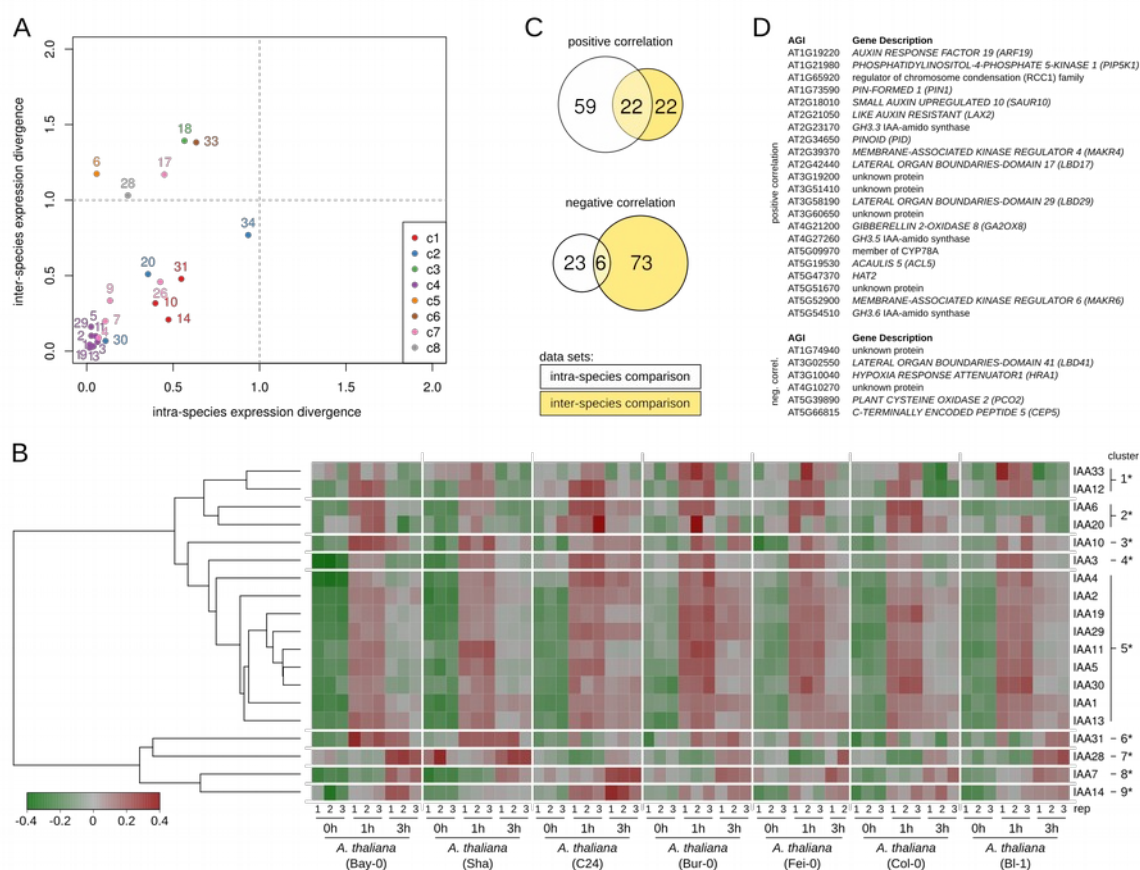 A
2.0
1.5
1.0
0.5
0.0
inter-species expression divergence
0.0 0.5 1.0 1.5 2.0
intra-species expression divergence
18
33
6
17
28
34
20
31
9
26
10
14
5
29
11
7
2
4
30
3
c1
c2
c3
c4
c5
c6
c7
c8
C
positive correlation
59 22 22
negative correlation
23 6 73
data sets:
intra-species comparison
inter-species comparison
D
positive correlation
AGI Gene Description
AT1G19220 AUXIN RESPONSE FACTOR 19 (ARF19)
AT1G21980 PHOSPHATIDYLINOSITOL-4-PHOSPHATE 5-KINASE 1 (PIP5K1)
AT1G65920 regulator of chromosome condensation (RCC1) family
AT1G73590 PIN-FORMED 1 (PIN1)
AT2G18010 SMALL AUXIN UPREGULATED 10 (SAUR10)
AT2G21050 LIKE AUXIN RESISTANT (LAX2)
AT2G23170 GH3.3 IAA-amido synthase
AT2G34650 PINOID (PID)
AT2G39370 MEMBRANE-ASSOCIATED KINASE REGULATOR 4 (MAKR4)
AT2G42440 LATERAL ORGAN BOUNDARIES-DOMAIN 17 (LBD17)
AT3G19200 unknown protein
AT3G51410 unknown protein
AT3G58190 LATERAL ORGAN BOUNDARIES-DOMAIN 29 (LBD29)
AT3G60650 unknown protein
AT4G21200 GIBBERELLIN 2-OXIDASE 8 (GA2OX8)
AT4G27260 GH3.5 IAA-amido synthase
AT5G09970 member of CYP78A
AT5G19530 ACAULIS 5 (ACL5)
AT5G47370 HAT2
AT5G51670 unknown protein
AT5G52900 MEMBRANE-ASSOCIATED KINASE REGULATOR 6 (MAKR6)
AT5G54510 GH3.6 IAA-amido synthase
neg. correl.
AGI Gene Description
AT1G74940 unknown protein
AT3G02550 LATERAL ORGAN BOUNDARIES-DOMAIN 41 (LBD41)
AT3G10040 HYPOXIA RESPONSE ATTENUATOR1 (HRA1)
AT4G10270 unknown protein
AT5G39890 PLANT CYSTEINE OXIDASE 2 (PCO2)
AT5G66815 C-TERMINALLY ENCODED PEPTIDE 5 (CEP5)
B
cluster
IAA33
IAA12
1*
IAA6
IAA20
2*
IAA10 3*
IAA3 4*
IAA4
IAA2
IAA19
IAA29
IAA11
IAA5
IAA30
IAA1
IAA13
5*
IAA31 6*
IAA28 7*
IAA7 8*
IAA14 9*
-0.4 -0.2 0 0.2 0.4
1 2 3 1 2 3 1 2 3 1 2 3 1 2 3 1 2 3 1 2 3 1 2 3 1 2 3 1 2 3 1 2 3 1 2 3 1 2 3 1 2 3 1 2 3 1 2 3 1 2 3 1 2 3 1 2 3 1 2 3 1 2 3 rep
0h 1h 3h 0h 1h 3h 0h 1h 3h 0h 1h 3h 0h 1h 3h 0h 1h 3h 0h 1h 3h
A. thaliana A. thaliana A. thaliana A. thaliana A. thaliana A. thaliana A. thaliana
(Bay-0) (Sha) (C24) (Bur-0) (Fei-0) (Col-0) (Bl-1)